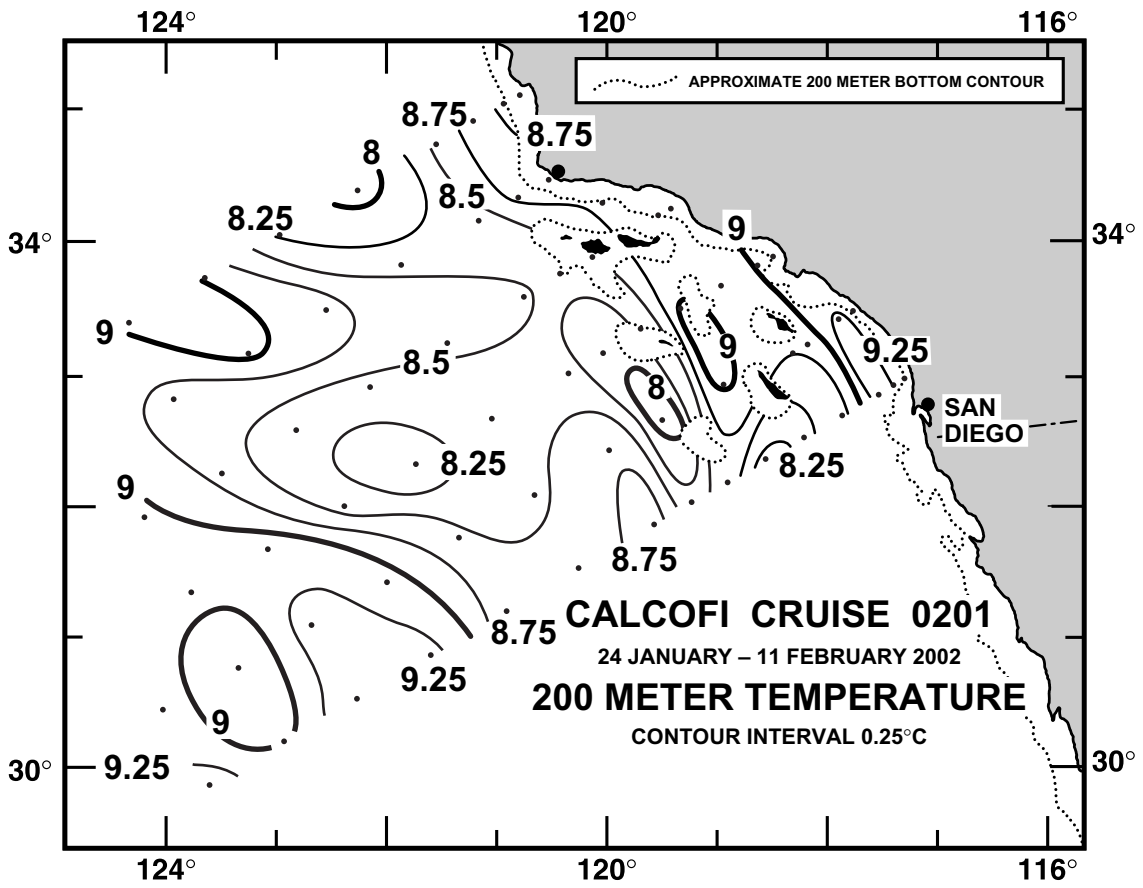 124° 120° 116°
APPROXIMATE 200 METER BOTTOM CONTOUR
8.75
8.75
8
8.5
8.25
9
34° 34°
9
9
9.25
8.5
8
SAN
DIEGO
8.25
8.25
9
8.75
CALCOFI CRUISE 0201
8.75
24 JANUARY – 11 FEBRUARY 2002
9.25
200 METER TEMPERATURE
9
CONTOUR INTERVAL 0.25°C
30° 9.25 30°
124° 120° 116°